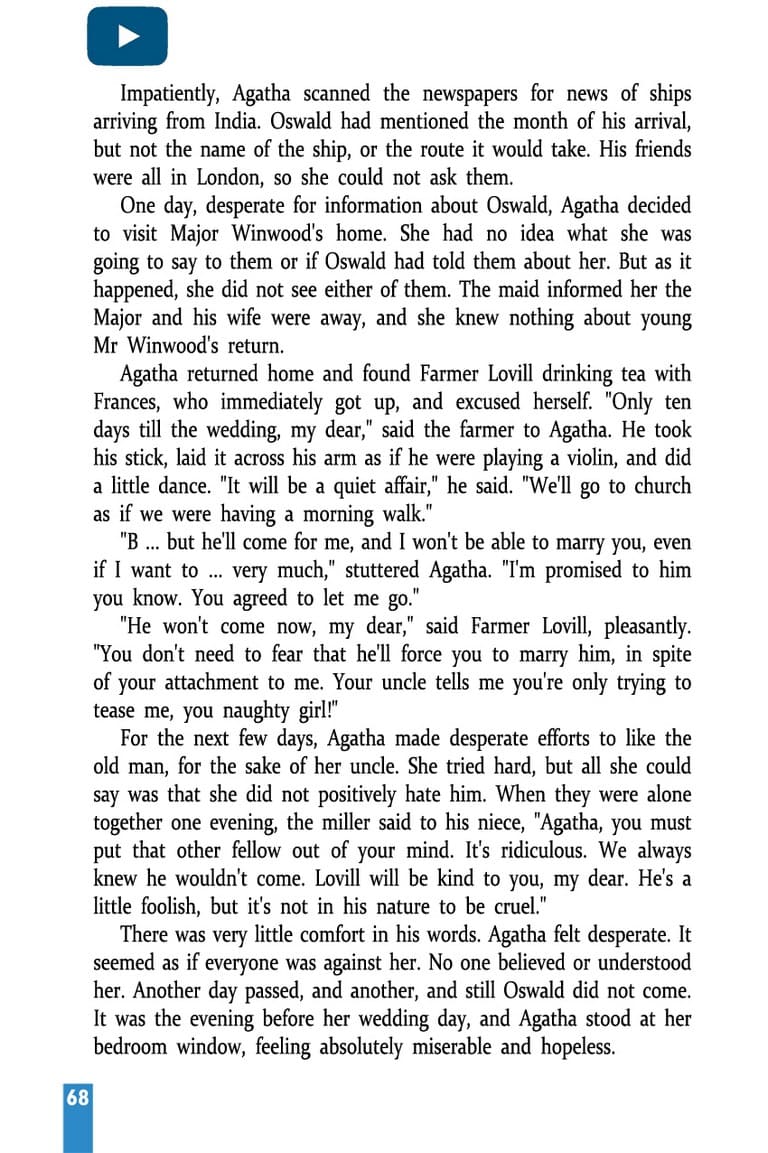 Impatiently, Agatha scanned the newspapers for news of ships
arriving from India. Oswald had mentioned the month of his arrival,
but not the name of the ship, or the route it would take. His friends
were all in London, so she could not ask them.
One day, desperate for information about Oswald, Agatha decided
to visit Major Winwood's home. She had no idea what she was
going to say to them or if Oswald had told them about her. But as it
happened, she did not see either of them. The maid informed her the
Major and his wife were away, and she knew nothing about young
Mr Winwood's return.
Agatha returned home and found Farmer Lovill drinking tea with
Frances, who immediately got up, and excused herself. "Only ten
days till the wedding, my dear," said the farmer to Agatha. He took
his stick, laid it across his arm as if he were playing a violin, and did
a little dance. "It will be a quiet affair," he said. "We'll go to church
as if we were having a morning walk."
"B ... but he'll come for me, and I won't be able to marry you, even
if I want to ... very much," stuttered Agatha. "I'm promised to him
you know. You agreed to let me go."
"He won't come now, my dear," said Farmer Lovill, pleasantly.
"You don't need to fear that he'll force you to marry him, in spite
of your attachment to me. Your uncle tells me you're only trying to
tease me, you naughty girl!"
For the next few days, Agatha made desperate efforts to like the
old man, for the sake of her uncle. She tried hard, but all she could
say was that she did not positively hate him. When they were alone
together one evening, the miller said to his niece, "Agatha, you must
put that other fellow out of your mind. It's ridiculous. We always
knew he wouldn't come. Lovill will be kind to you, my dear. He's a
little foolish, but it's not in his nature to be cruel."
There was very little comfort in his words. Agatha felt desperate. It
seemed as if everyone was against her. No one believed or understood
her. Another day passed, and another, and still Oswald did not come.
It was the evening before her wedding day, and Agatha stood at her
bedroom window, feeling absolutely miserable and hopeless.
68